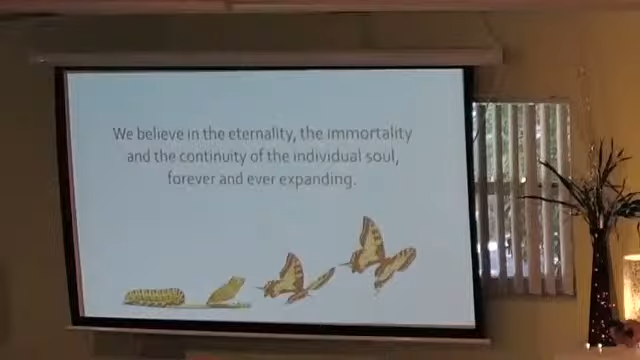 We believe in the eternality, the immortality
and the continuity of the individual soul,
forever and ever expanding.